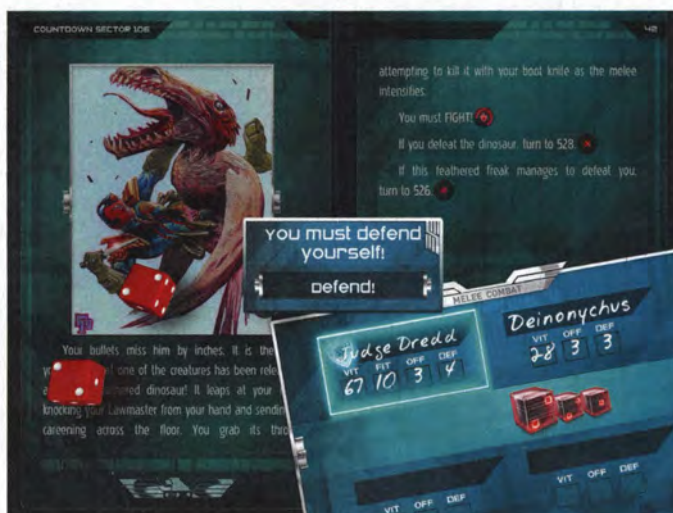 COUNTDOWN SECTOR 106
42
attempting to kill it with your boot knife as the melee
intensifies.
You must FIGHT!
If you defeat the dinosaur, turn to 528.
If this feathered freak manages to defeat you,
turn to 526.
you must defend
yourself!
Defend!
Your bullets miss him by inches. It is the
one of the creatures has been
dinosaur! It leaps at your
knocking your Lawmaster from your hand and sending
careening across the floor. You grab its
MELEE COMBAT
Judge Dredd
VIT FIT OFF DEF
67 10 3 4
Deinonychus
VIT OFF DEF
28 3 3
VIT OFF DEF
VIT OFF DEF